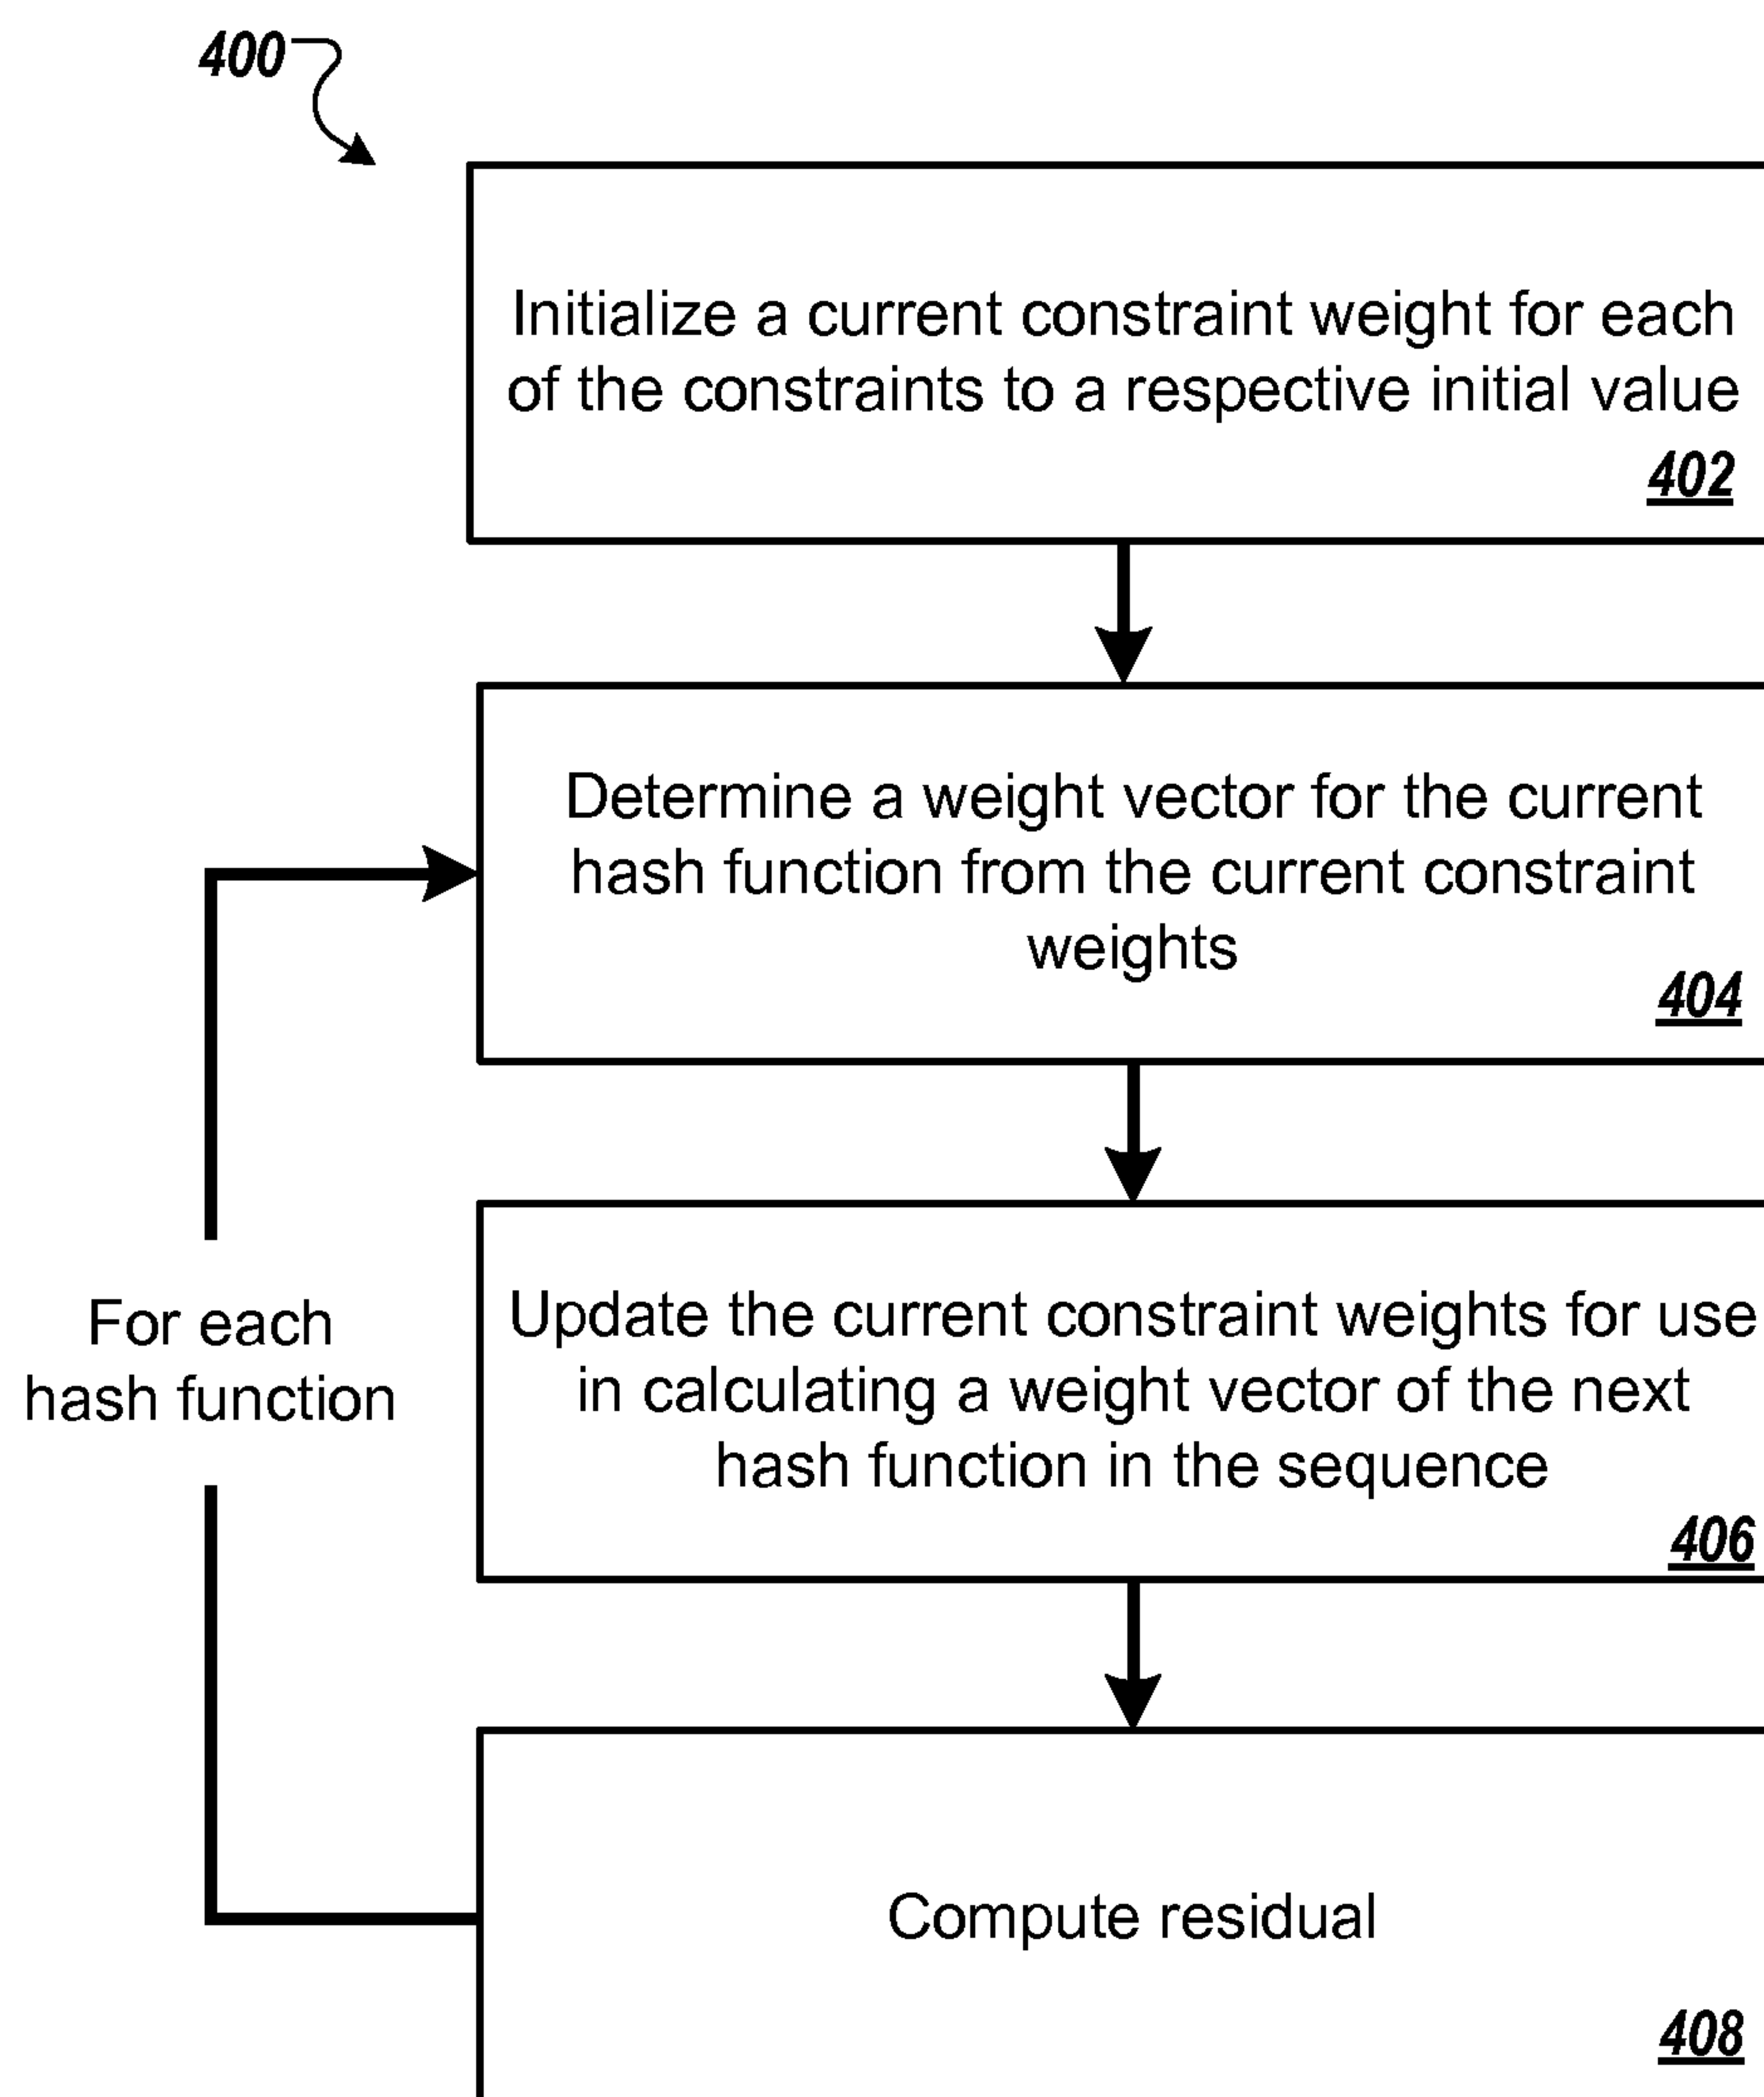 400
Initialize a current constraint weight for each
of the constraints to a respective initial value
402
Determine a weight vector for the current
hash function from the current constraint
weights
404
For each
hash function
Update the current constraint weights for use
in calculating a weight vector of the next
hash function in the sequence
406
Compute residual
408